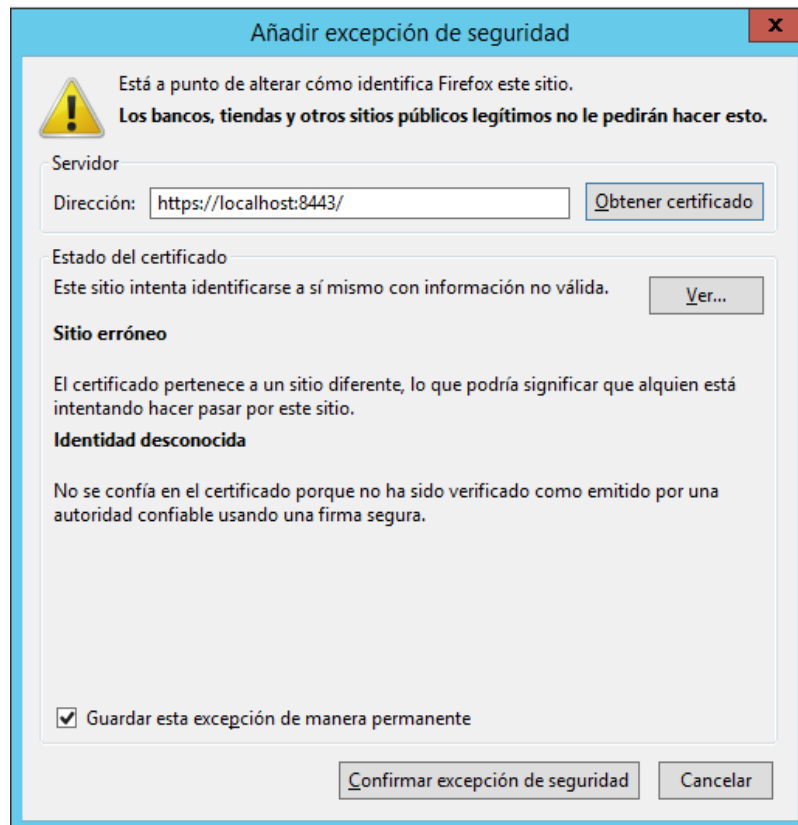 Añadir excepción de seguridad
x
Está a punto de alterar cómo identifica Firefox este sitio.
Los bancos, tiendas y otros sitios públicos legítimos no le pedirán hacer esto.
Servidor
Dirección: https://localhost:8443/ Obtener certificado
Estado del certificado
Este sitio intenta identificarse a sí mismo con información no válida. Ver...
Sitio erróneo
El certificado pertenece a un sitio diferente, lo que podría significar que alguien está
intentando hacer pasar por este sitio.
Identidad desconocida
No se confía en el certificado porque no ha sido verificado como emitido por una
autoridad confiable usando una firma segura.
Guardar esta excepción de manera permanente
Confirmar excepción de seguridad Cancelar